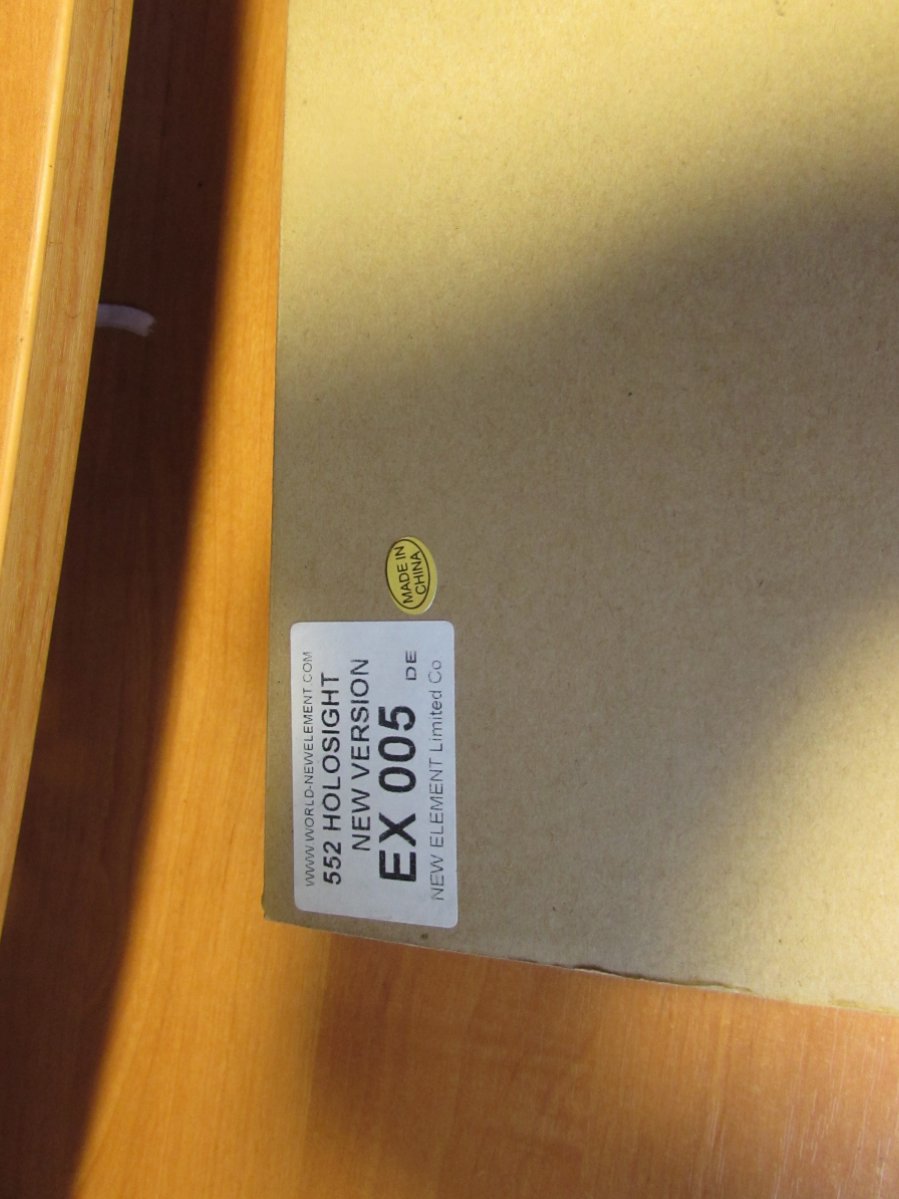 WWW.WORLD-NEWELEMENT.COM
552 HOLOSIGHT
NEW VERSION
EX 005 DE
NEW ELEMENT Limited Co
MADE IN
CHINA